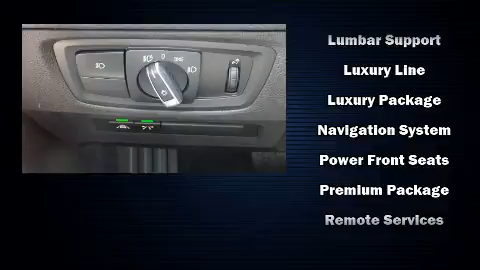 Lumbar Support
Luxury Line
Luxury Package
Navigation System
Power Front Seats
Premium Package
Remote Services